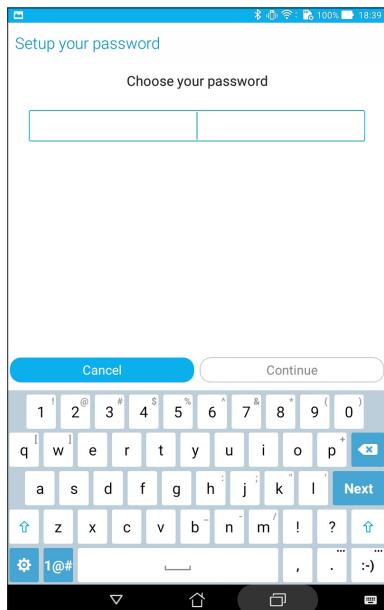 100% 18:39
Setup your password
Choose your password
Cancel Continue
! @ # $ % ^ & * ( )
1 2 3 4 5 6 7 8 9 0
[ ] +
q w e r t y u i o p
: ; " '
a s d f g h j k l Next
_ - /
z x c v b n m ! ?
1@# , . ... :-) ...